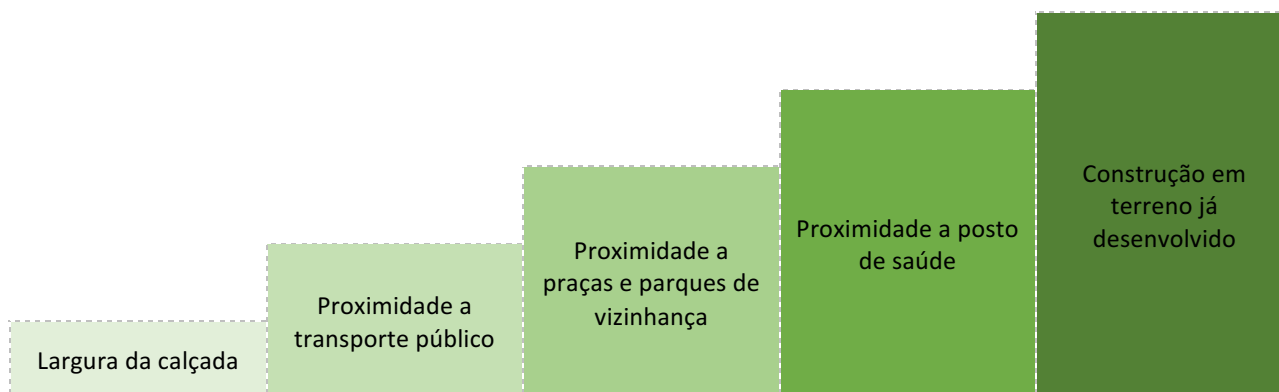 Largura da calçada
Proximidade a
transporte público
Proximidade a
praças e parques de
vizinhança
Proximidade a posto
de saúde
Construção em
terreno já
desenvolvido